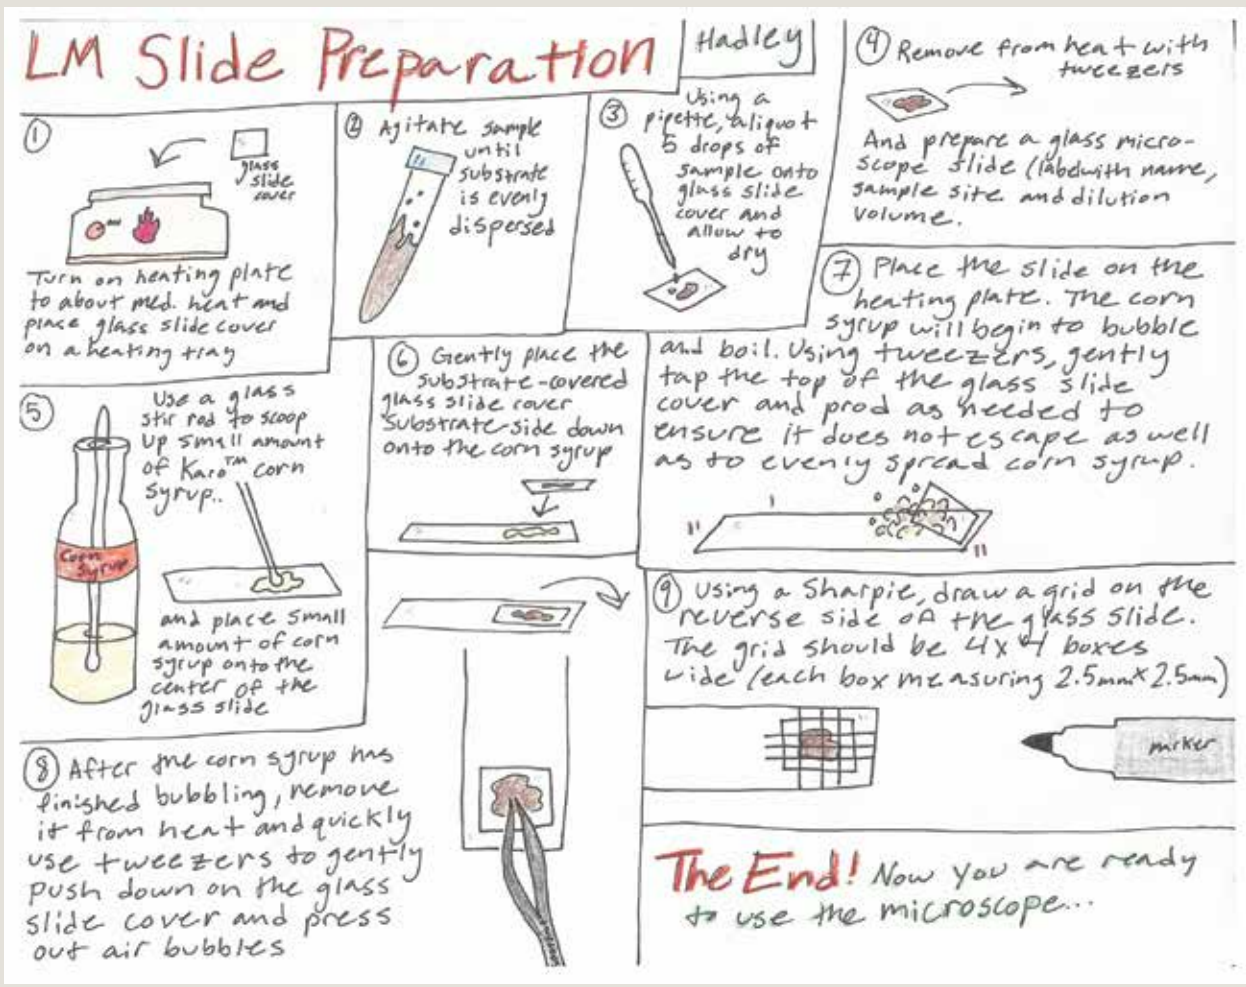 LM Slide Preparation
Hadley
①
glass
slide
cover
Turn on heating plate
to about med. heat and
place glass slide cover
on a heating tray
② Agitate sample
until
substrate
is evenly
dispersed
③ Using a
pipette, aliquot
5 drops of
sample onto
glass slide
cover and
allow to
dry
④ Remove from heat with
tweezers
And prepare a glass micro-
scope slide (label with name,
sample site and dilution
volume.
⑤ Use a glass
stir rod to scoop
up small amount
of Karo™ corn
syrup..
Corn
Syrup
and place small
amount of corn
syrup onto the
center of the
glass slide
⑥ Gently place the
substrate-covered
glass slide cover
substrate-side down
onto the corn syrup
⑦ Place the slide on the
heating plate. The corn
syrup will begin to bubble
and boil. Using tweezers, gently
tap the top of the glass slide
cover and prod as needed to
ensure it does not escape as well
as to evenly spread corn syrup.
⑧ After the corn syrup has
finished bubbling, remove
it from heat and quickly
use tweezers to gently
push down on the glass
slide cover and press
out air bubbles
⑨ Using a Sharpie, draw a grid on the
reverse side of the glass slide.
The grid should be 4x4 boxes
wide (each box measuring 2.5mm x 2.5mm)
marker
The End! Now you are ready
to use the microscope...